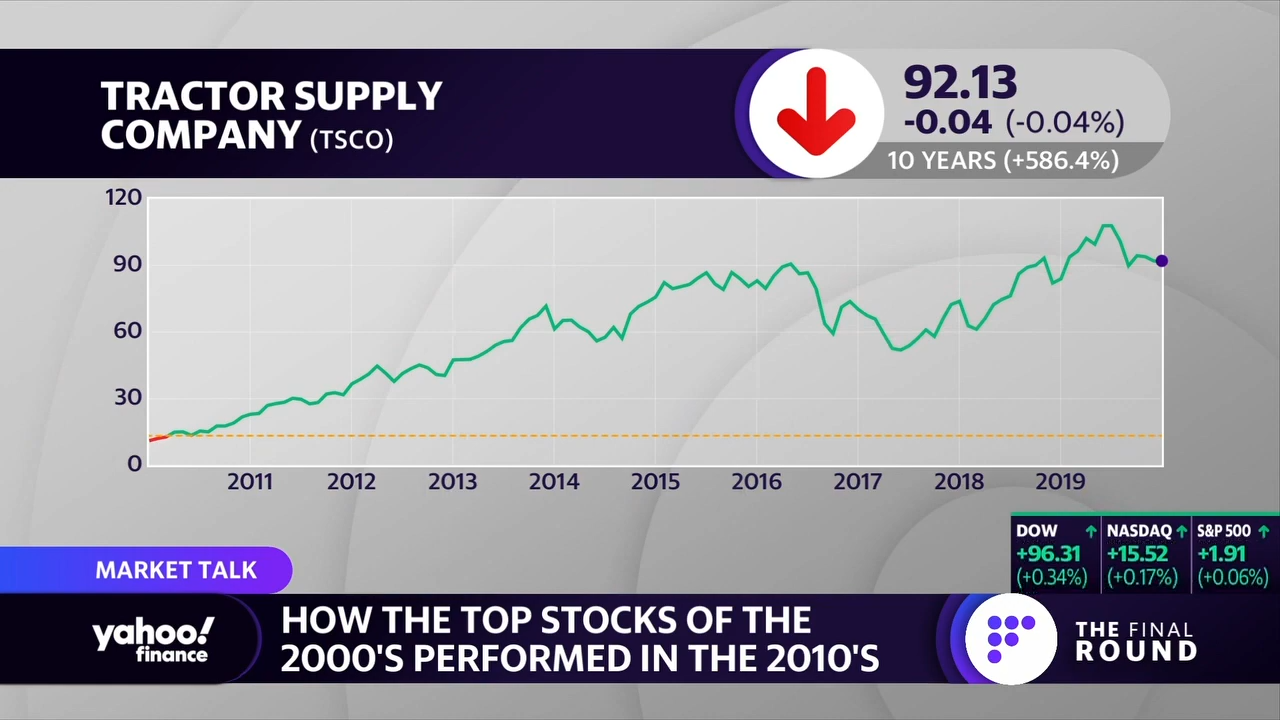 TRACTOR SUPPLY
COMPANY (TSCO)
92.13
-0.04 (-0.04%)
10 YEARS (+586.4%)
120
90
60
30
0
2011 2012 2013 2014 2015 2016 2017 2018 2019
DOW NASDAQ S&P 500
+96.31 +15.52 +1.91
(+0.34%) (+0.17%) (+0.06%)
MARKET TALK
yahoo!
finance
HOW THE TOP STOCKS OF THE
2000'S PERFORMED IN THE 2010'S
THE FINAL
ROUND